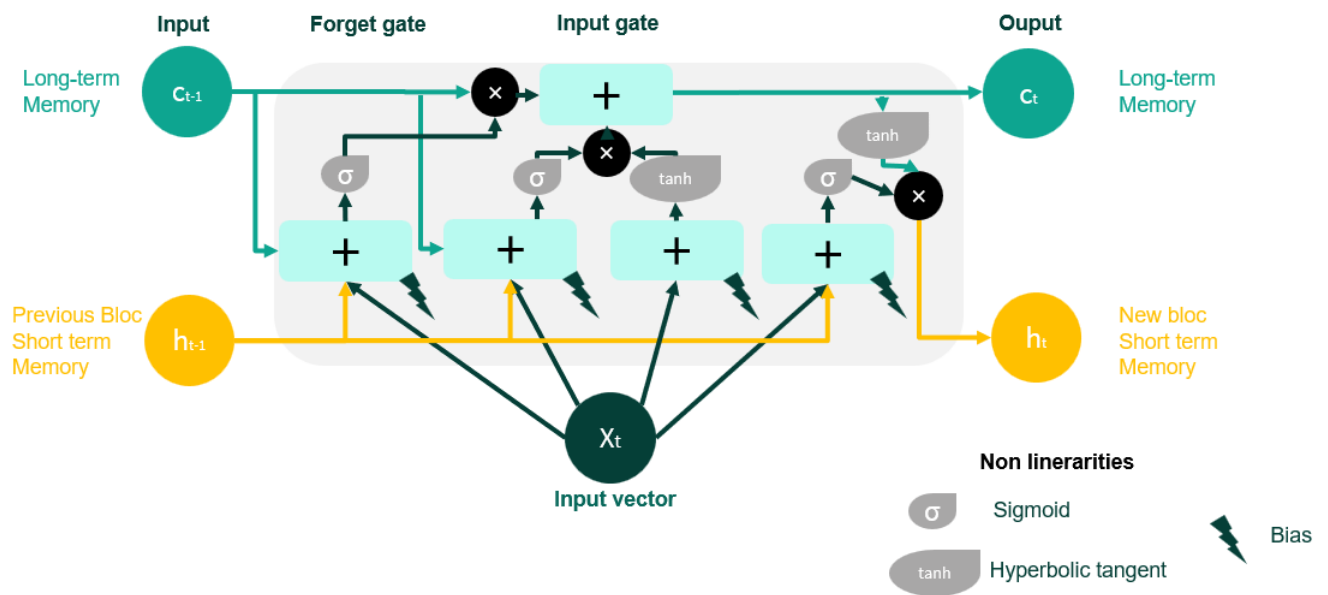 Input
Forget gate
Input gate
Ouput
Long-term
Memory
Ct-1
×
+
Ct
Long-term
Memory
tanh
σ
σ
×
tanh
σ
×
+
+
+
+
Previous Bloc
Short term
Memory
ht-1
ht
New bloc
Short term
Memory
Xt
Input vector
Non linerarities
σ
Sigmoid
Bias
tanh
Hyperbolic tangent